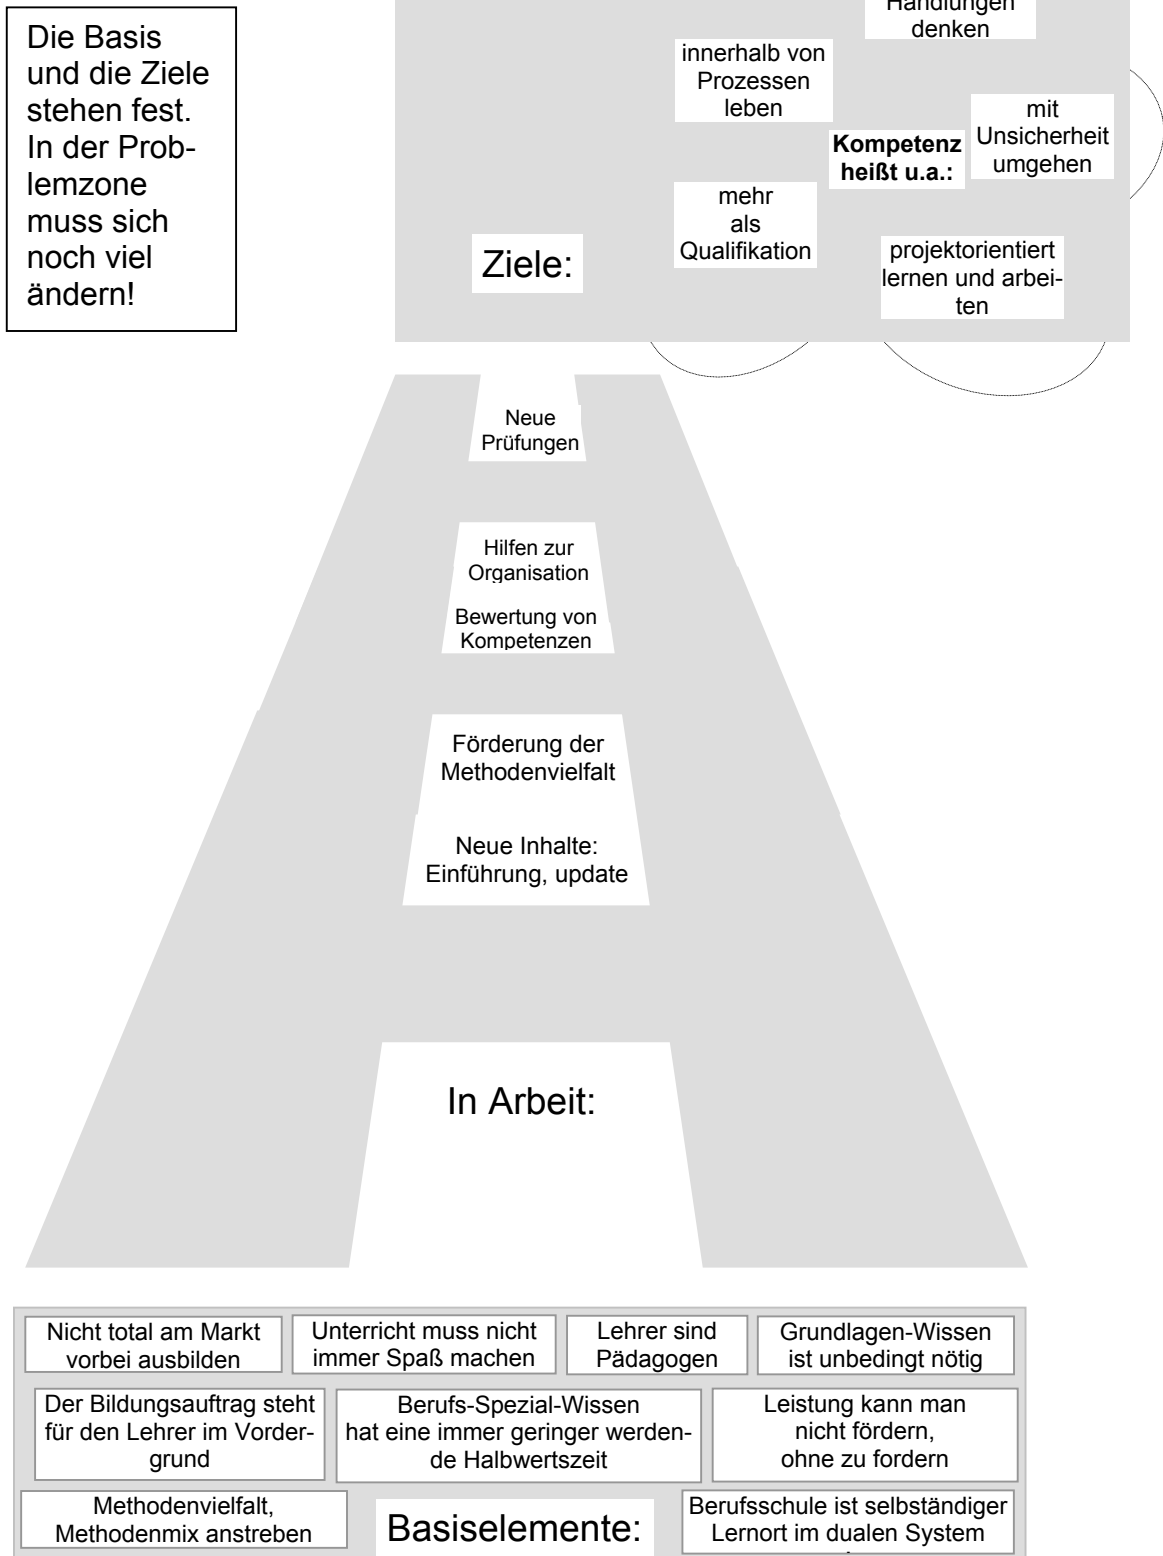 Die Basis
und die Ziele
stehen fest.
In der Prob-
lemzone
muss sich
noch viel
ändern!
Handlungen
denken
innerhalb von
Prozessen
leben
mit
Unsicherheit
umgehen
Kompetenz
heißt u.a.:
mehr
als
Qualifikation
projektorientiert
lernen und arbei-
ten
Ziele:
Neue
Prüfungen
Hilfen zur
Organisation
Bewertung von
Kompetenzen
Förderung der
Methodenvielfalt
Neue Inhalte:
Einführung, update
In Arbeit:
Nicht total am Markt
vorbei ausbilden
Unterricht muss nicht
immer Spaß machen
Lehrer sind
Pädagogen
Grundlagen-Wissen
ist unbedingt nötig
Der Bildungsauftrag steht
für den Lehrer im Vorder-
grund
Berufs-Spezial-Wissen
hat eine immer geringer werden-
de Halbwertszeit
Leistung kann man
nicht fördern,
ohne zu fordern
Methodenvielfalt,
Methodenmix anstreben
Basiselemente:
Berufsschule ist selbständiger
Lernort im dualen System